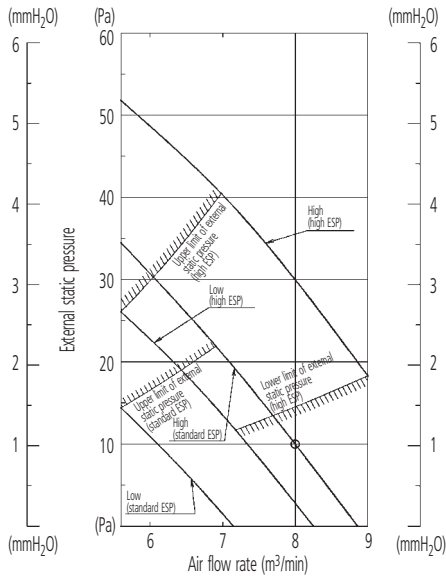 (mmH2O)
6
5
4
3
2
1
0
(mmH2O)
External static pressure
(Pa)
60
50
40
30
20
10
(Pa)
High
(high ESP)
Upper limit of external
static pressure
(high ESP)
Low
(high ESP)
Lower limit of external
static pressure
(high ESP)
Upper limit of external
static pressure
(standard ESP)
High
(standard ESP)
Low
(standard ESP)
6
7
8
9
Air flow rate (m³/min)
(mmH2O)
6
5
4
3
2
1
0
(mmH2O)